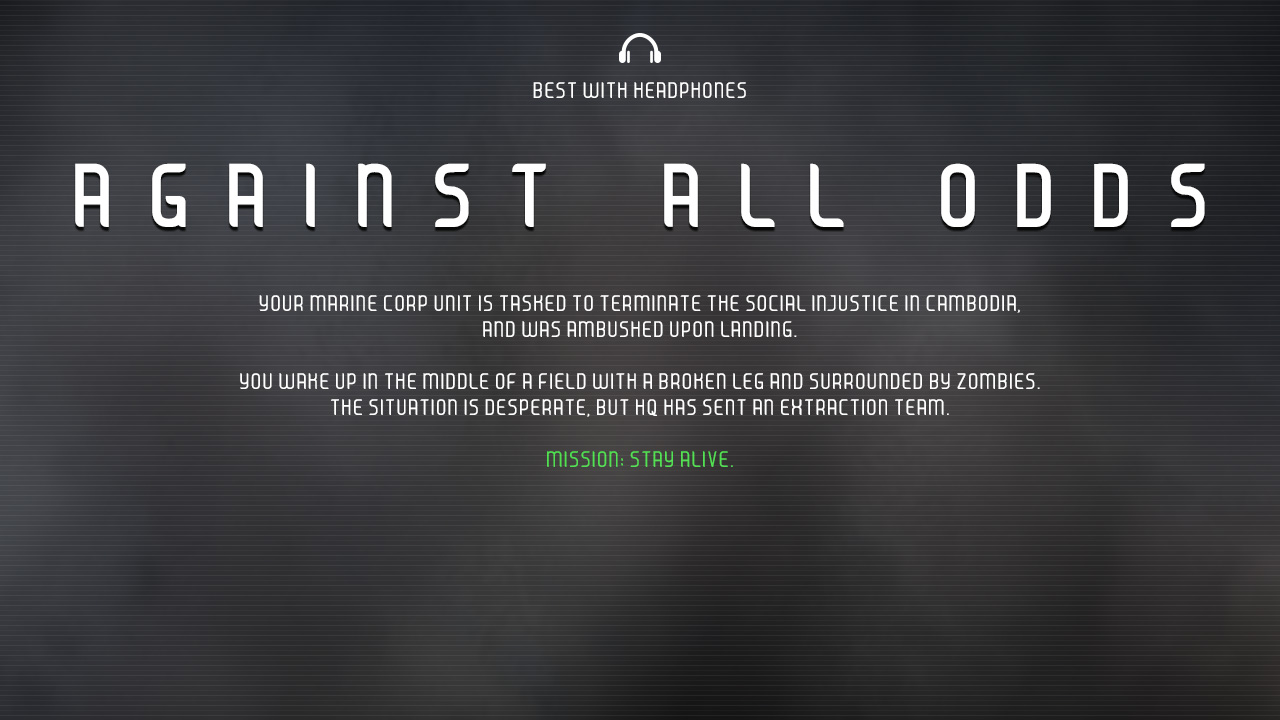 BEST WITH HEADPHONES
AGAINST ALL ODDS
YOUR MARINE CORP UNIT IS TASKED TO TERMINATE THE SOCIAL INJUSTICE IN CAMBODIA,
AND WAS AMBUSHED UPON LANDING.
YOU WAKE UP IN THE MIDDLE OF A FIELD WITH A BROKEN LEG AND SURROUNDED BY ZOMBIES.
THE SITUATION IS DESPERATE, BUT HQ HAS SENT AN EXTRACTION TEAM.
MISSION: STAY ALIVE.